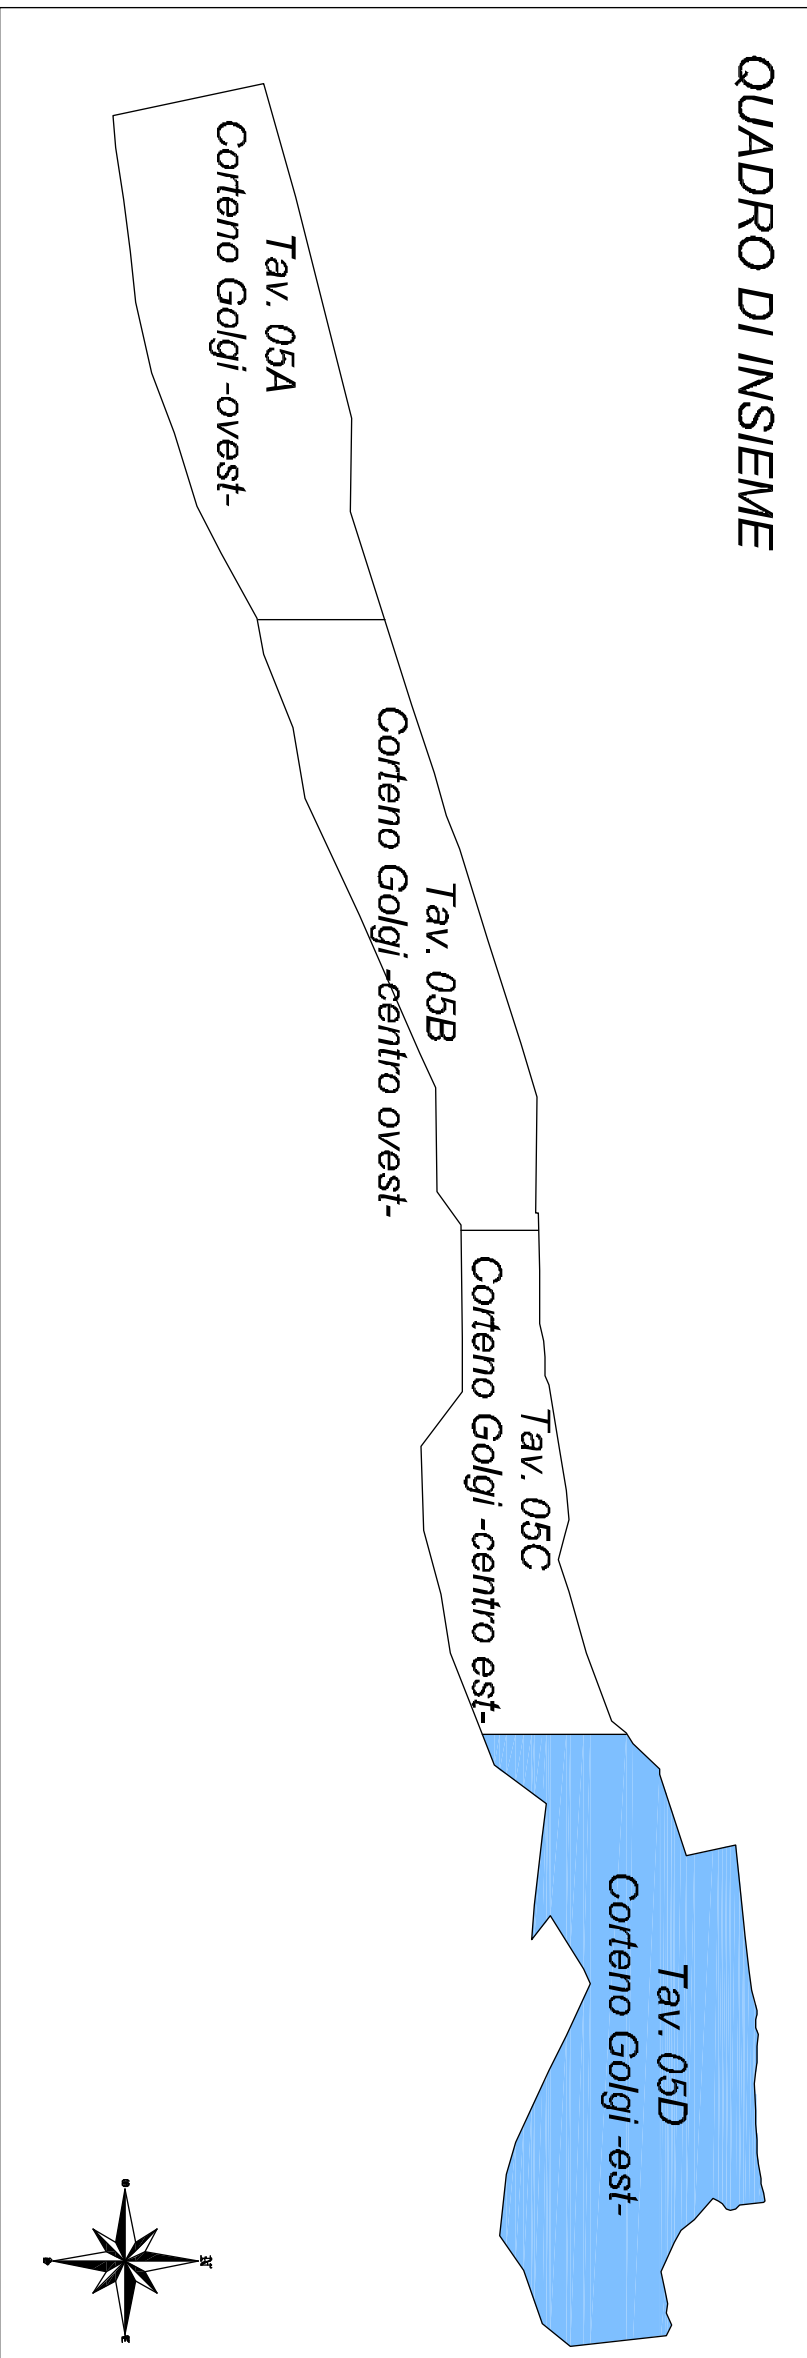 QUADRO DI INSIEME
Tav. 05A
Corteno Golgi -ovest-
Tav. 05B
Corteno Golgi -centro ovest-
Tav. 05C
Corteno Golgi -centro est-
Tav. 05D
Corteno Golgi -est-
N
E